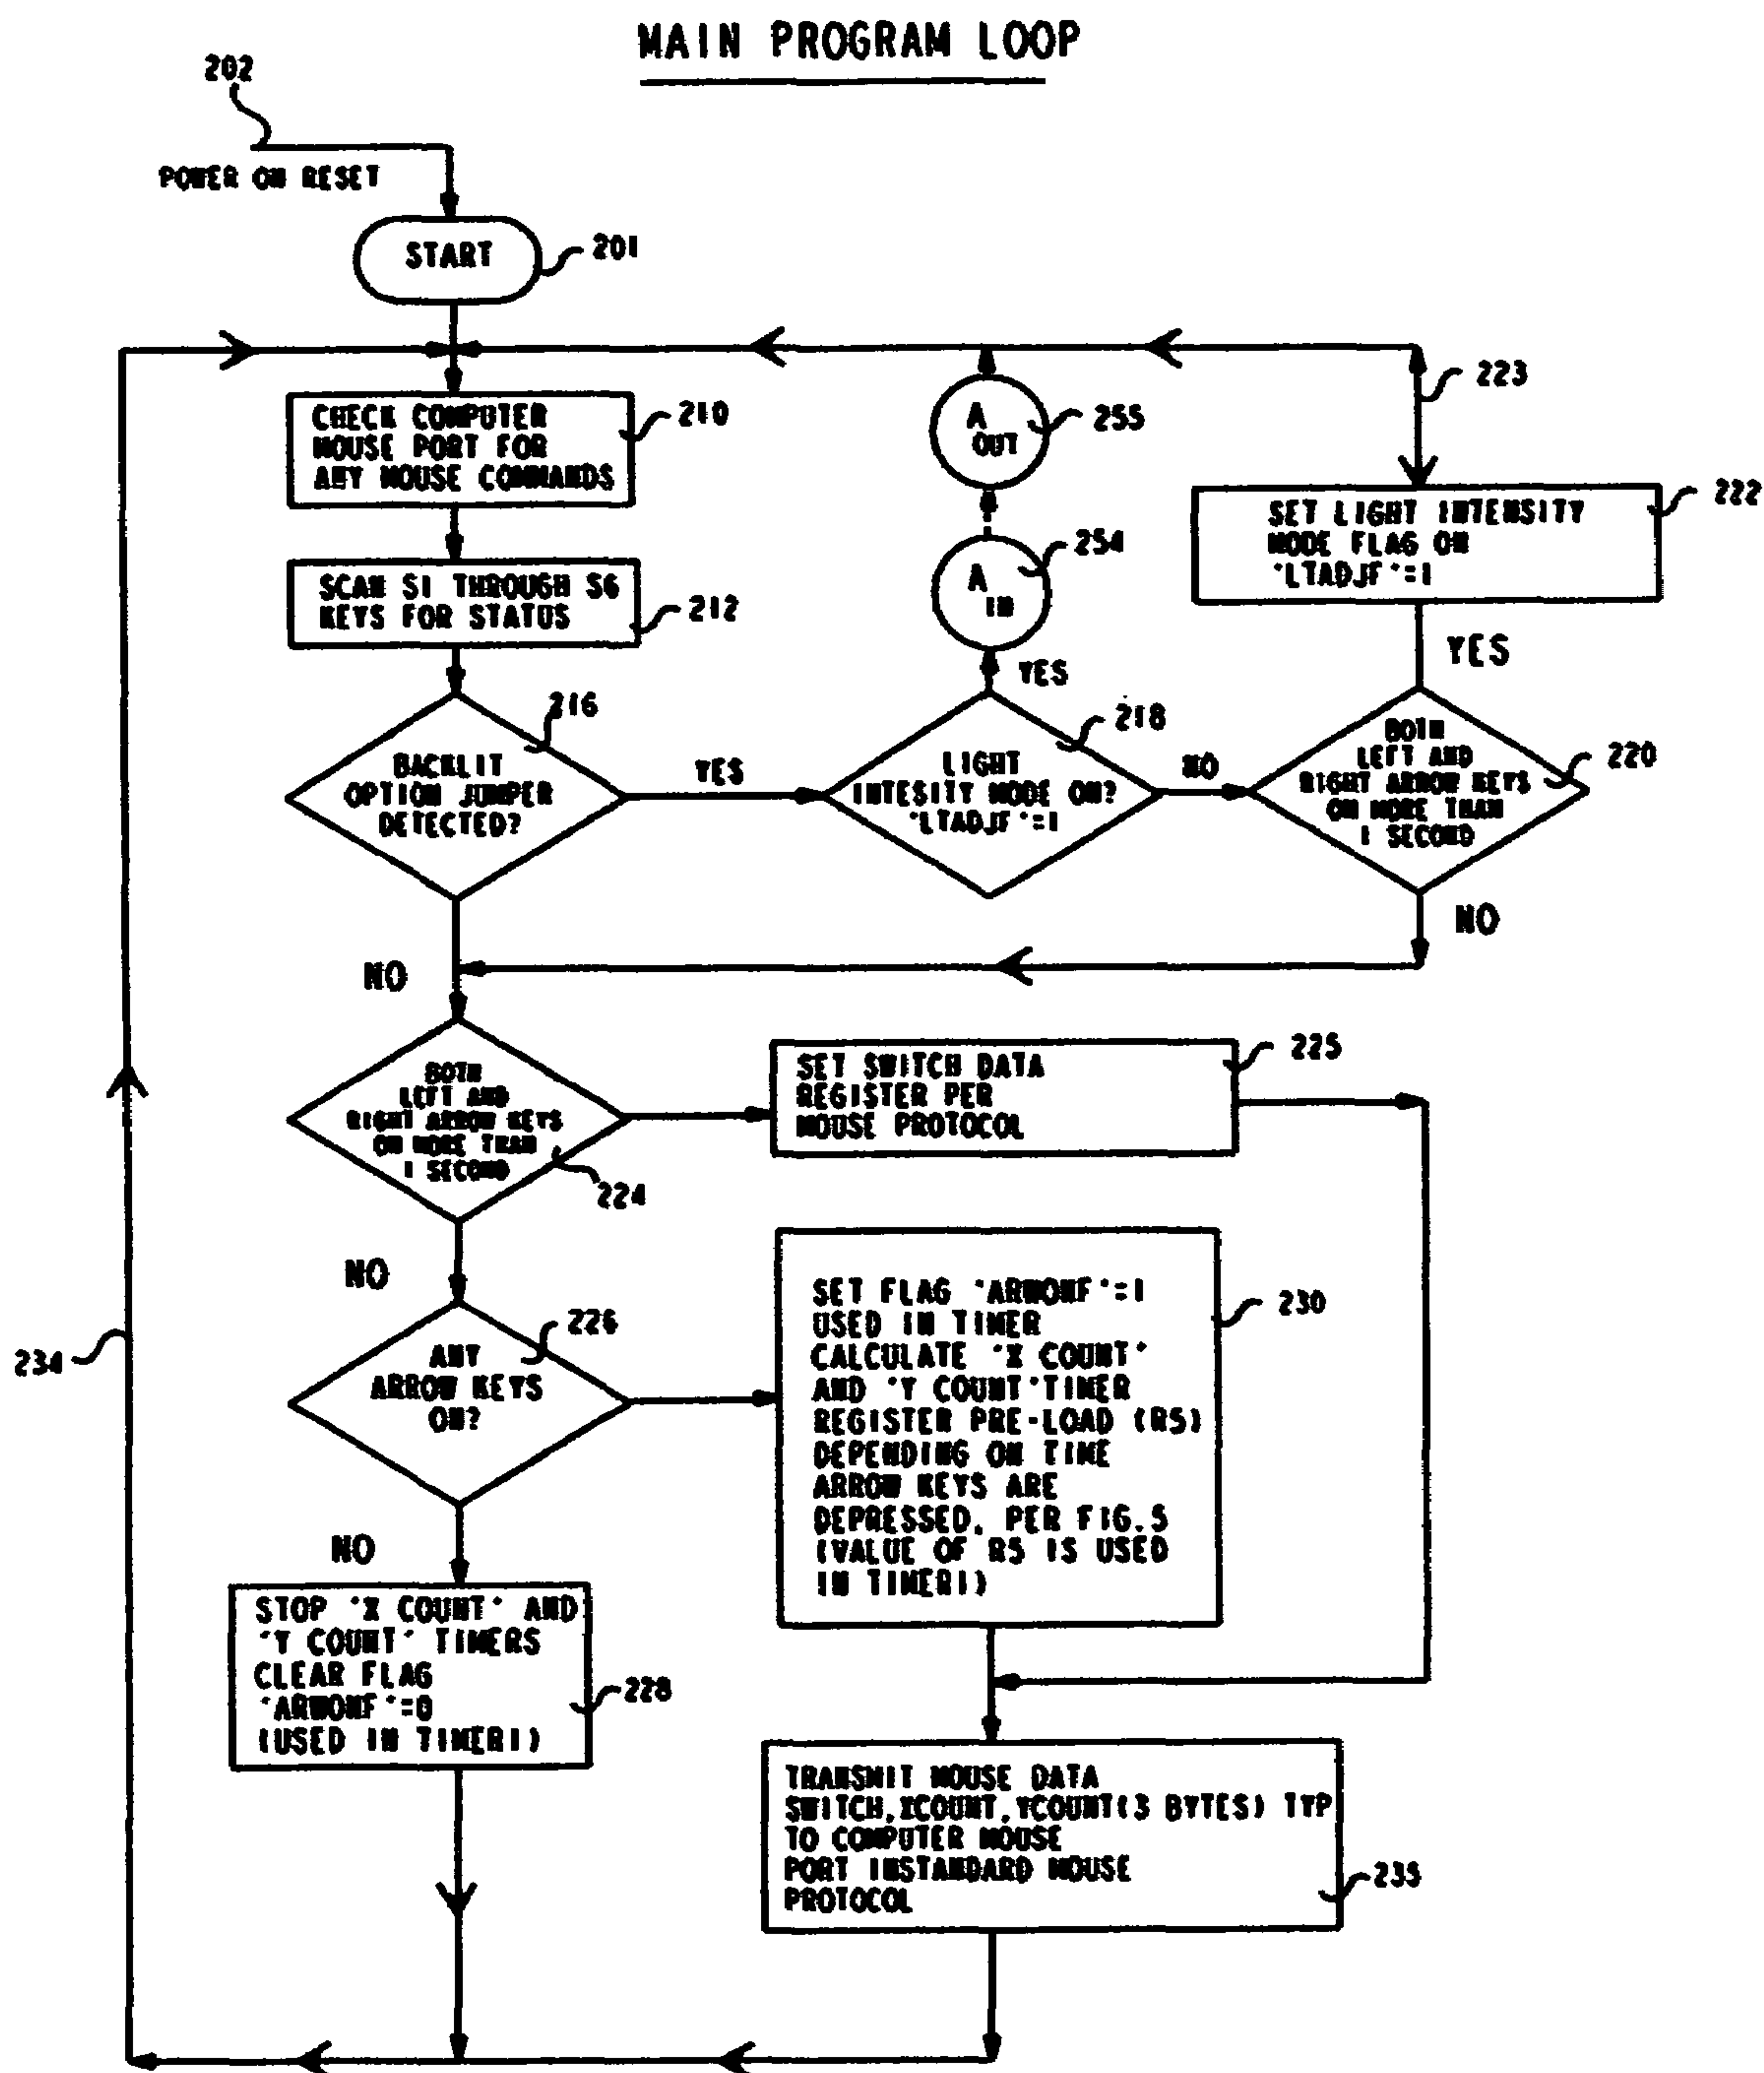 MAIN PROGRAM LOOP
202
POWER ON RESET
START
201
223
CHECK COMPUTER
MOUSE PORT FOR
ANY MOUSE COMMANDS
210
A
OUT
255
SET LIGHT INTENSITY
MODE FLAG ON
'LTADJF'=1
222
SCAN S1 THROUGH S6
KEYS FOR STATUS
212
A
IN
254
YES
YES
BACKLIT
OPTION JUMPER
DETECTED?
216
YES
LIGHT
INTESITY MODE ON?
'LTADJF'=1
218
NO
BOTH
LEFT AND
RIGHT ARROW KEYS
ON MORE THAN
1 SECOND
220
NO
NO
BOTH
LEFT AND
RIGHT ARROW KEYS
ON MORE THAN
1 SECOND
224
SET SWITCH DATA
REGISTER PER
MOUSE PROTOCOL
225
NO
ANY
ARROW KEYS
ON?
226
SET FLAG 'ARWONF'=1
USED IN TIMER
CALCULATE 'X COUNT'
AND 'Y COUNT'TIMER
REGISTER PRE-LOAD (R5)
DEPENDING ON TIME
ARROW KEYS ARE
DEPRESSED, PER FIG.5
(VALUE OF R5 IS USED
IN TIMER1)
230
234
NO
STOP 'X COUNT' AND
'Y COUNT' TIMERS
CLEAR FLAG
'ARWONF'=0
(USED IN TIMER1)
228
TRANSMIT MOUSE DATA
SWITCH,XCOUNT,YCOUNT(3 BYTES) TYP
TO COMPUTER MOUSE
PORT INSTANDARD MOUSE
PROTOCOL
235